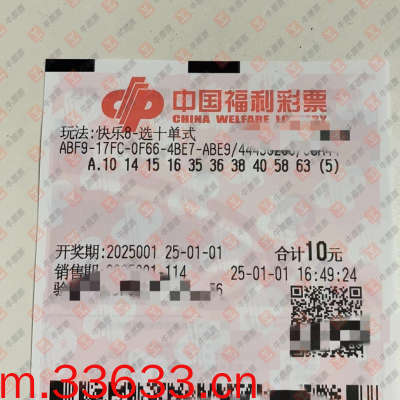 中国福利彩票
CHINA WELFARE LOTTERY
玩法:快乐8-选十单式
ABF9-17FC-0F66-4BE7-ABE9/
A.10 14 15 16 35 36 38 40 58 63 (5)
开奖期:2025001 25-01-01 合计10元
销售期 114 25-01-01 16:49:24
验
m.33633.cn